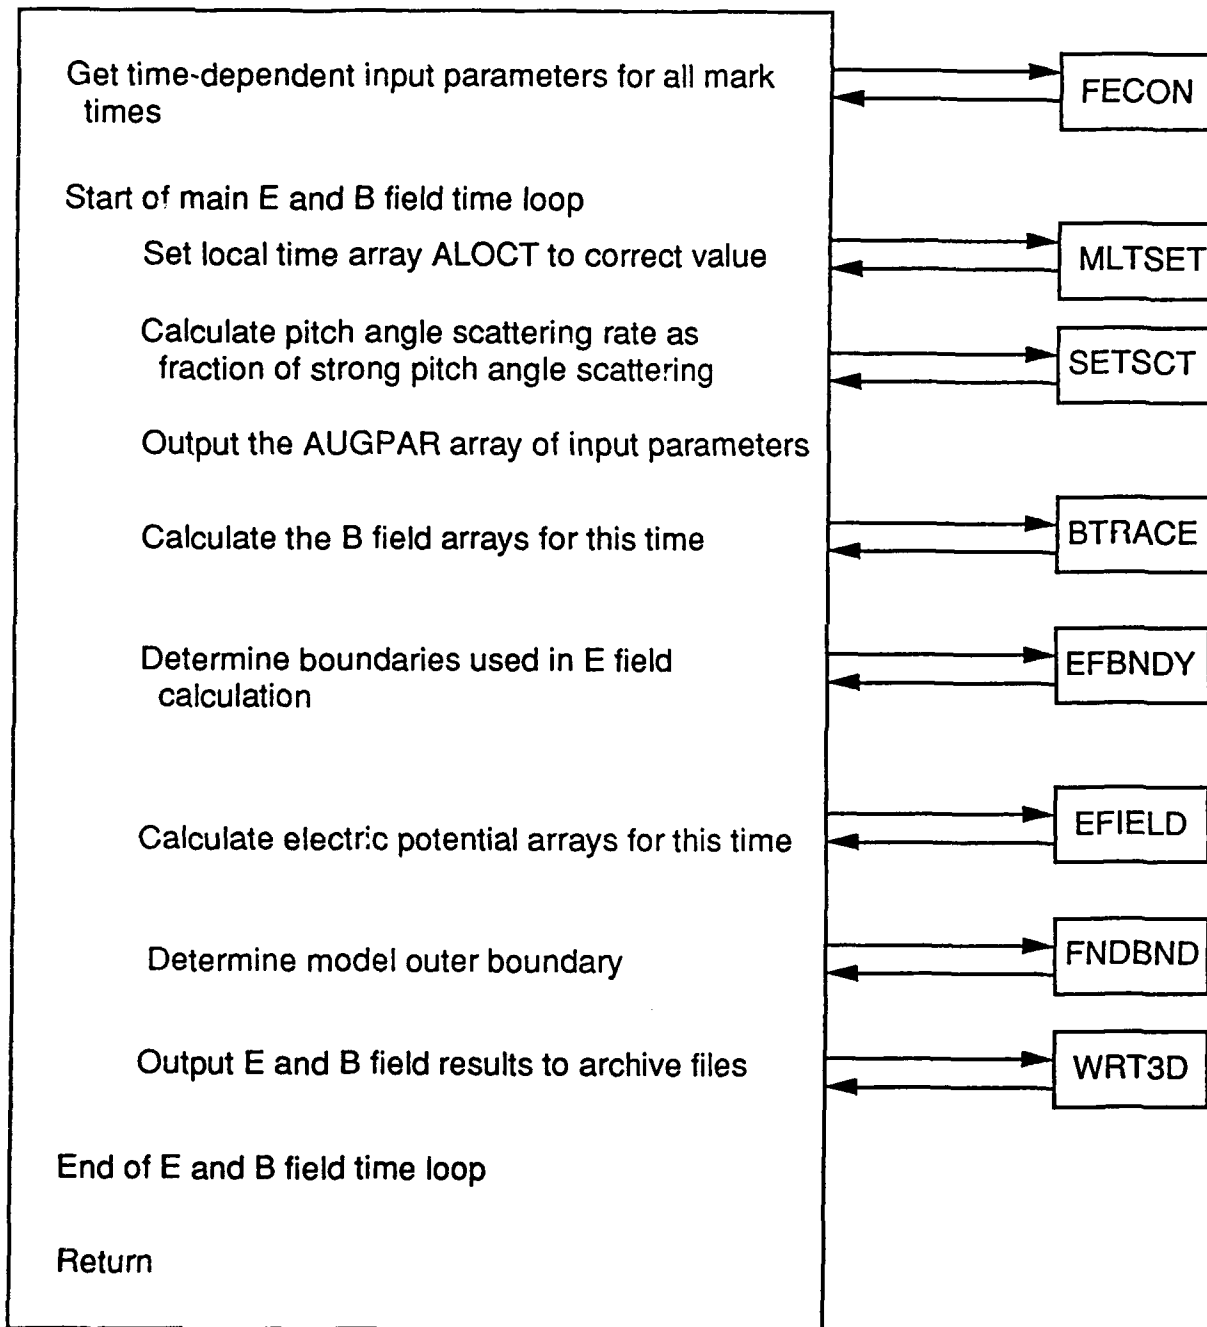 Get time-dependent input parameters for all mark
times
FECON
Start of main E and B field time loop
Set local time array ALOCT to correct value
MLTSET
Calculate pitch angle scattering rate as
fraction of strong pitch angle scattering
SETSCT
Output the AUGPAR array of input parameters
Calculate the B field arrays for this time
BTRACE
Determine boundaries used in E field
calculation
EFBNDY
Calculate electric potential arrays for this time
EFIELD
Determine model outer boundary
FNDBND
Output E and B field results to archive files
WRT3D
End of E and B field time loop
Return